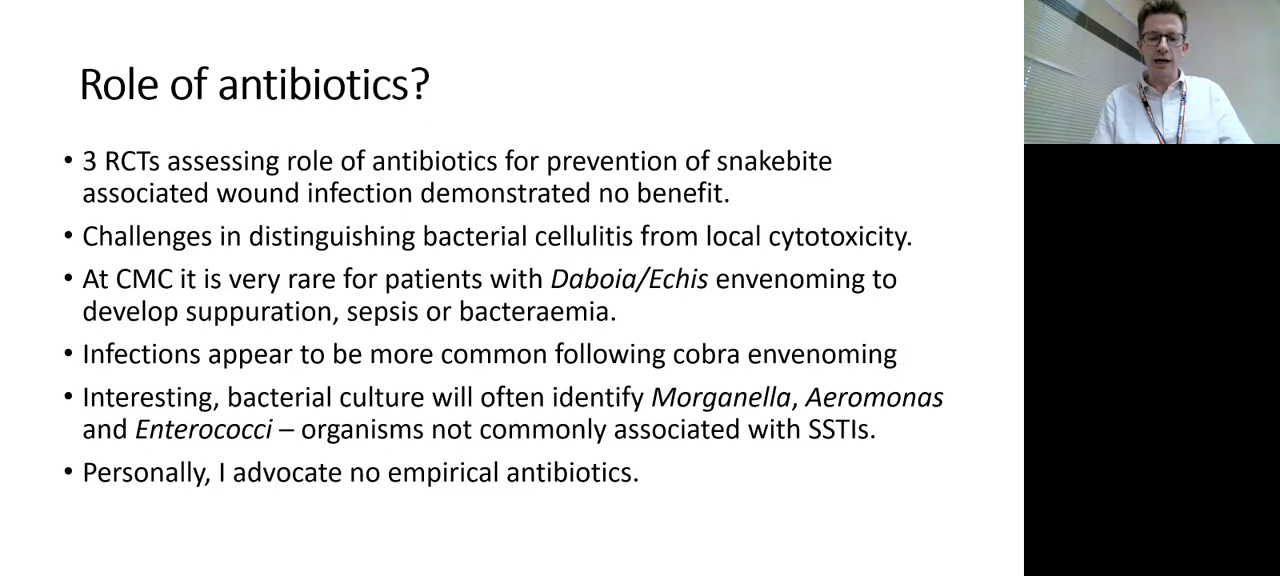 Role of antibiotics?
• 3 RCTs assessing role of antibiotics for prevention of snakebite
associated wound infection demonstrated no benefit.
• Challenges in distinguishing bacterial cellulitis from local cytotoxicity.
• At CMC it is very rare for patients with Daboia/Echis envenoming to
develop suppuration, sepsis or bacteraemia.
• Infections appear to be more common following cobra envenoming
• Interesting, bacterial culture will often identify Morganella, Aeromonas
and Enterococci – organisms not commonly associated with SSTIs.
• Personally, I advocate no empirical antibiotics.